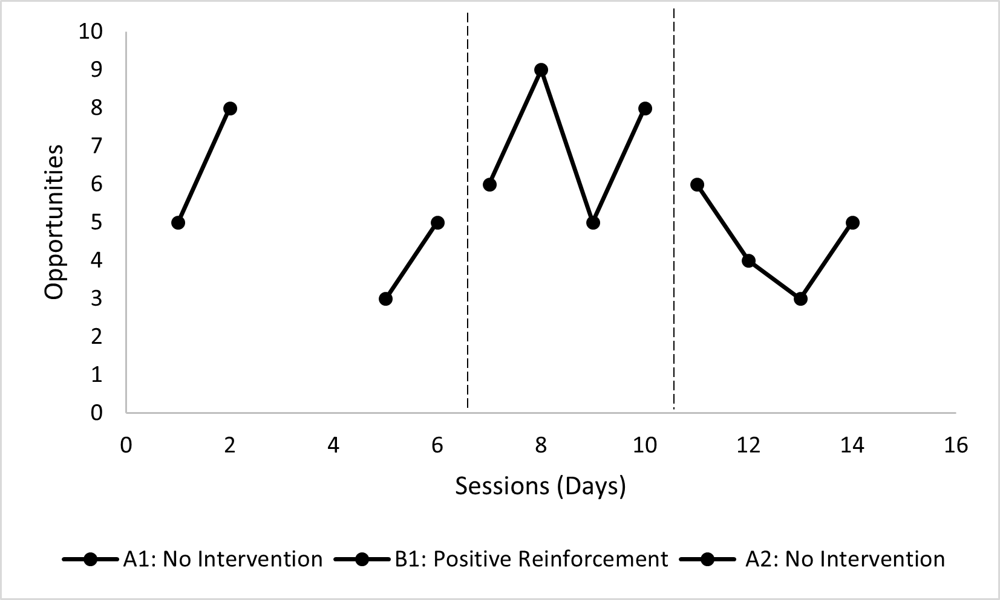 10
9
8
7
6
5
4
3
2
1
0
Opportunities
0 2 4 6 8 10 12 14 16
Sessions (Days)
A1: No Intervention B1: Positive Reinforcement A2: No Intervention